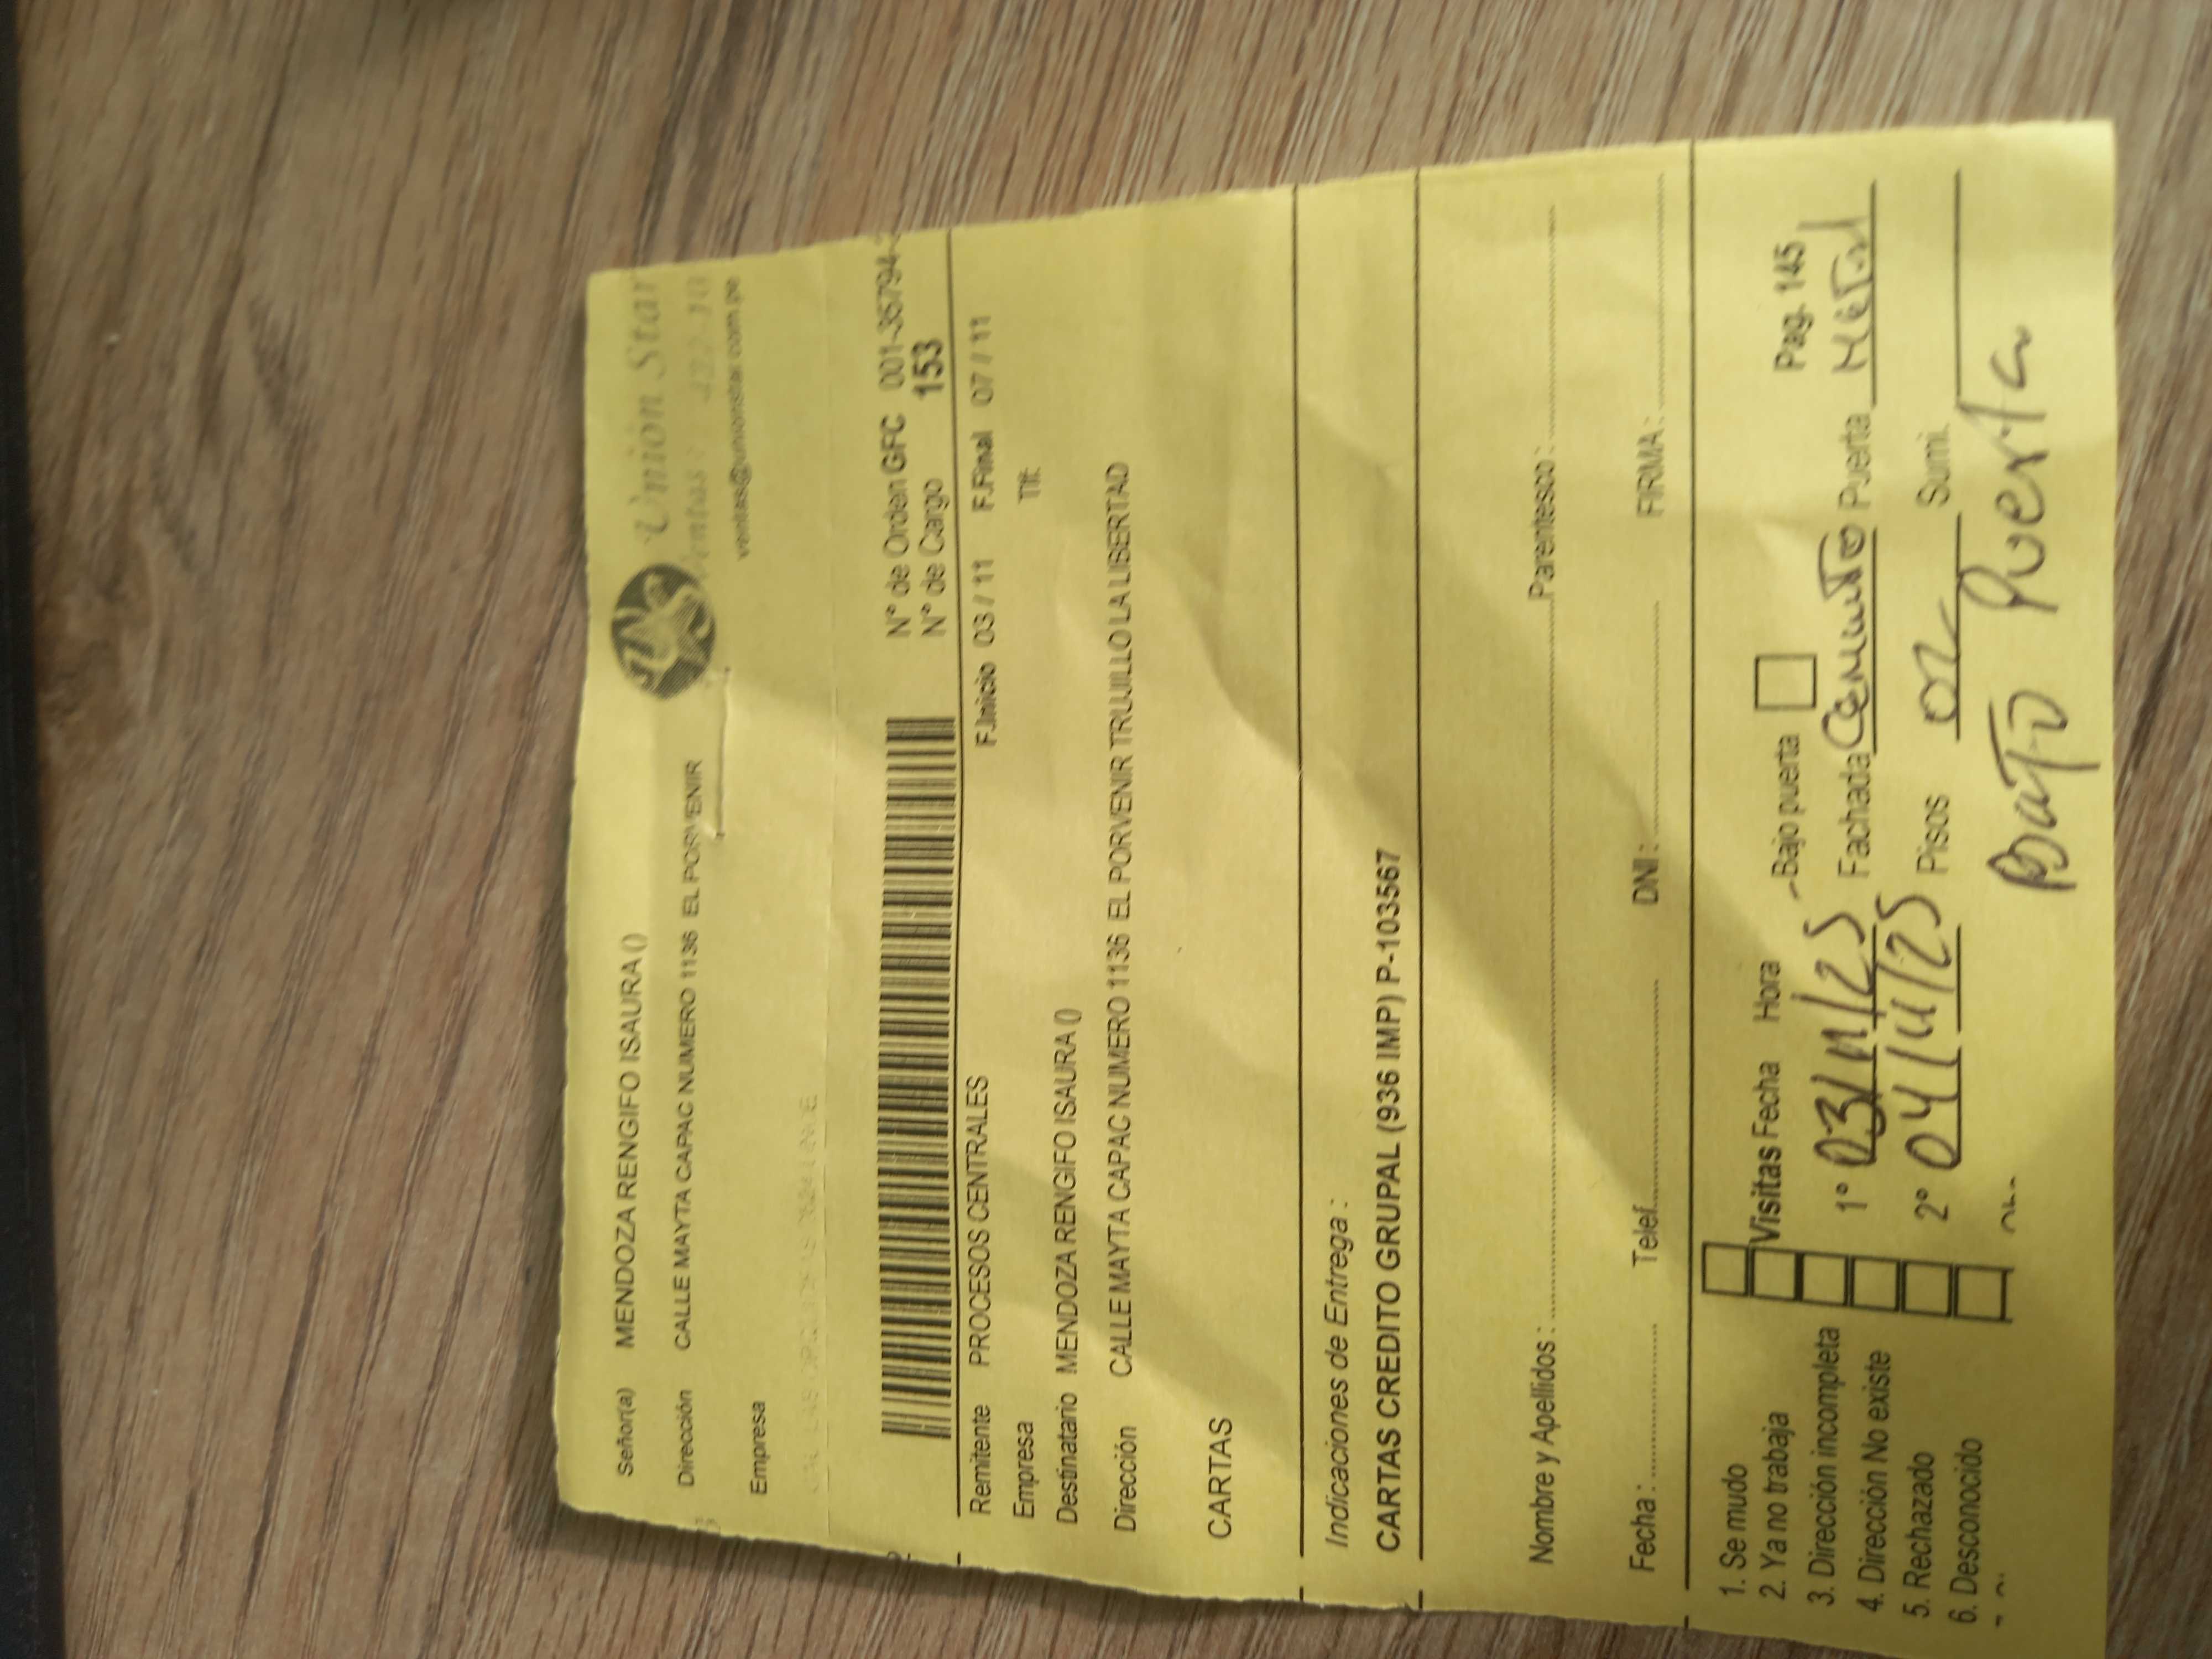 Señor(a) MENDOZA RENGIFO ISAURA ()
Unión Star
Dirección CALLE MAYTA CAPAC NUMERO 1136 EL PORVENIR
Ventas
ventas@unionstar.com.pe
Empresa
N° de Orden GFC 001-35794-
N° de Cargo 153
Remitente PROCESOS CENTRALES F.Inicio 03 / 11 F.Final 07 / 11
Empresa Tlf.
Destinatario MENDOZA RENGIFO ISAURA ()
Dirección CALLE MAYTA CAPAC NUMERO 1136 EL PORVENIR TRUJILLO LA LIBERTAD
CARTAS
Indicaciones de Entrega :
CARTAS CREDITO GRUPAL (936 IMP) P-103567
Nombre y Apellidos : Parentesco :
Fecha : Telef. DNI : FIRMA :
1. Se mudo
2. Ya no trabaja Visitas Fecha Hora Bajo puerta Pag. 145
3. Dirección incompleta 1° 03/11/25 Fachada Cemento Puerta Metal
4. Dirección No existe
5. Rechazado 2° 04/11/25 Pisos 02 Sumi.
6. Desconocido
Bajo Puerta